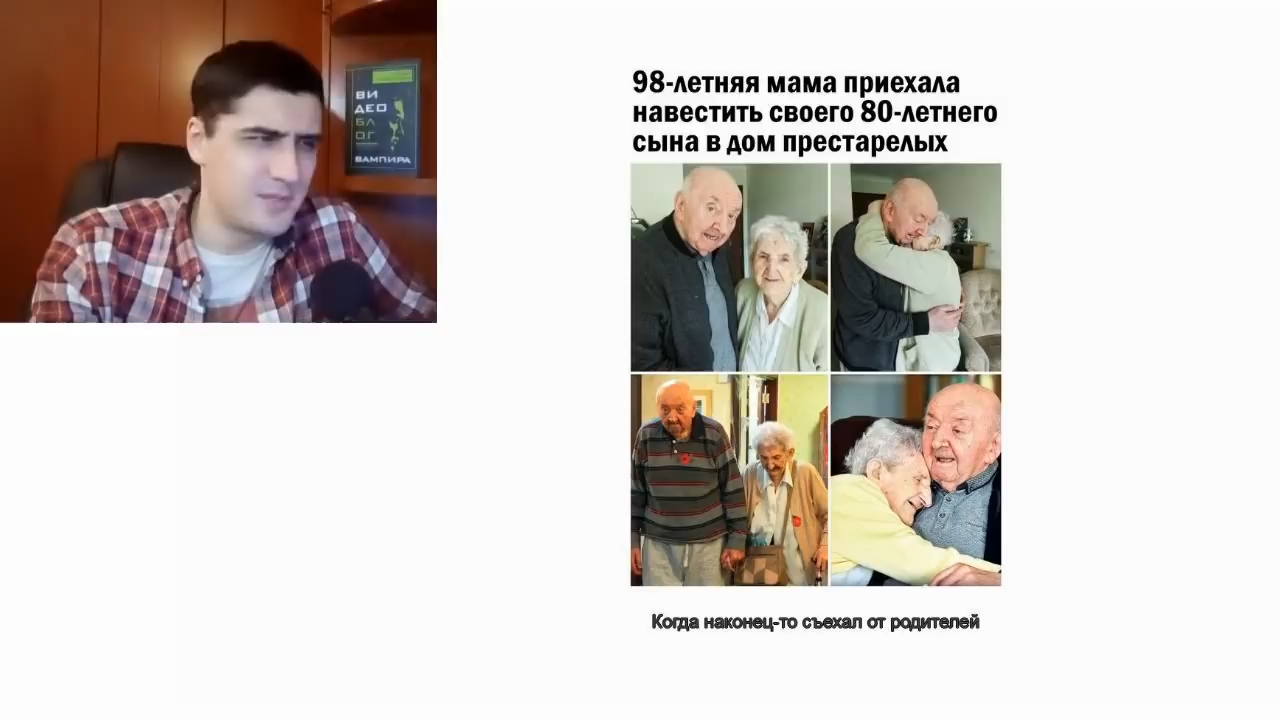 ВИ
ДЕО
БЛ
ОГ
ВАМПИРА
98-летняя мама приехала
навестить своего 80-летнего
сына в дом престарелых
Когда наконец-то съехал от родителей